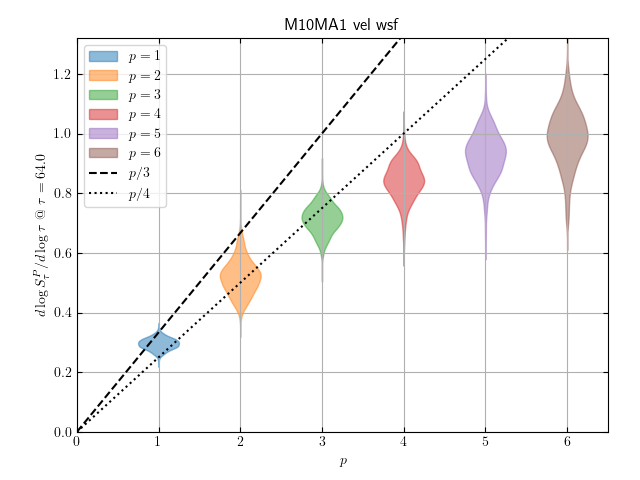 M10MA1 vel wsf
p = 1
p = 2
p = 3
p = 4
p = 5
p = 6
p/3
p/4
d log S_τ^P / d log τ @ τ = 64.0
1.2
1.0
0.8
0.6
0.4
0.2
0.0
0 1 2 3 4 5 6
p